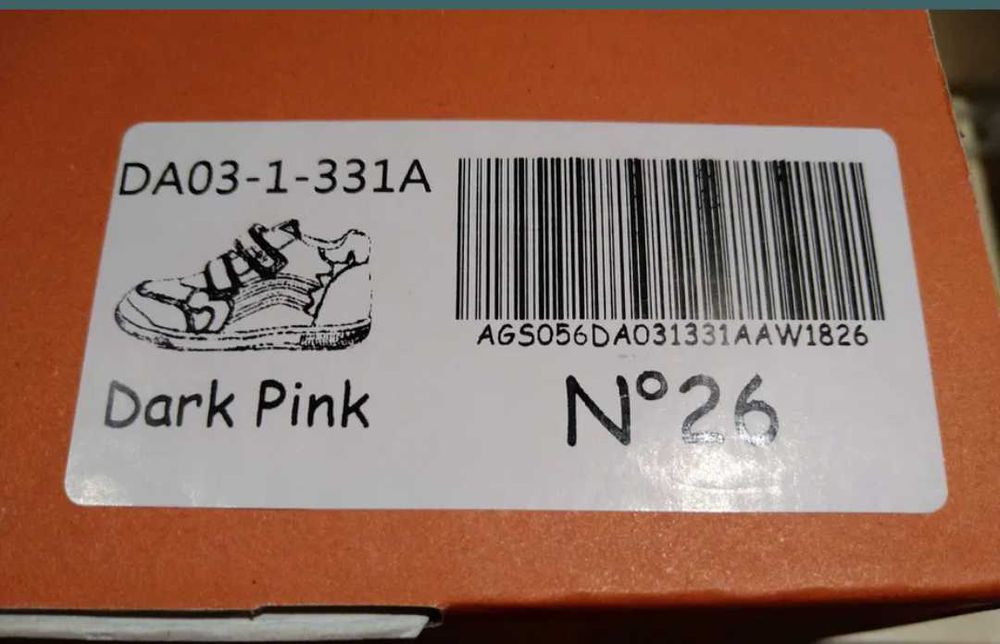 DA03-1-331A
AGS056DA031331AAW1826
Dark Pink
N°26